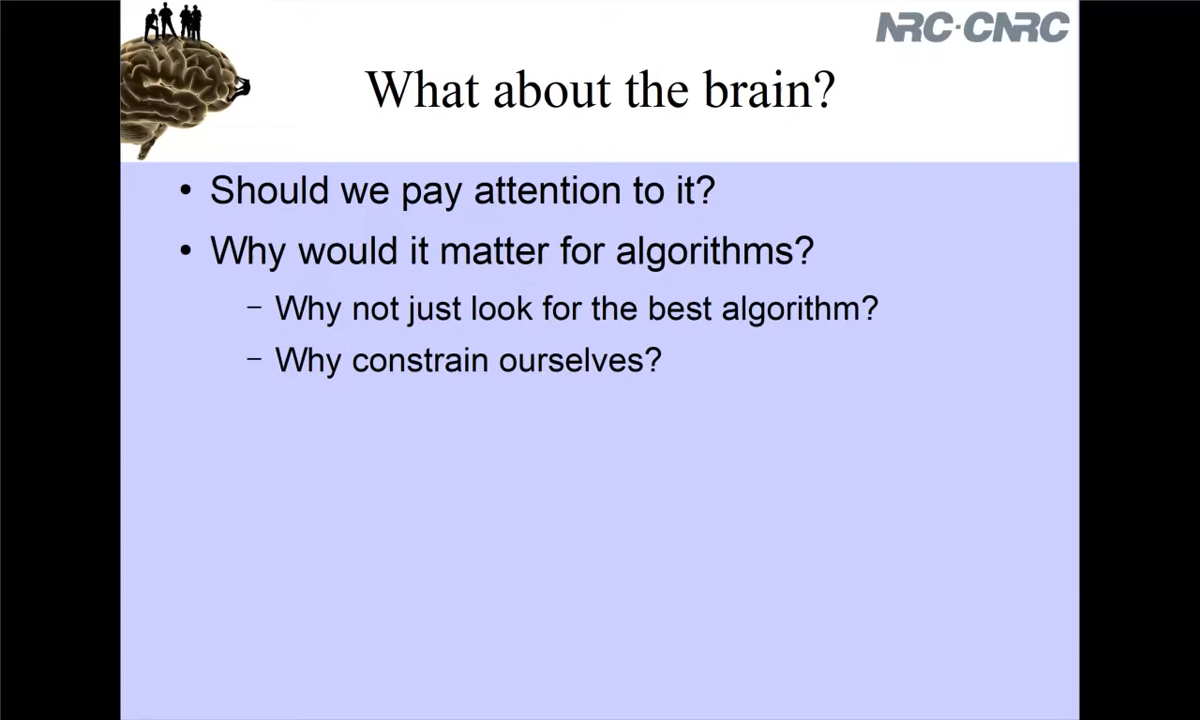 NRC·CNRC
What about the brain?
• Should we pay attention to it?
• Why would it matter for algorithms?
– Why not just look for the best algorithm?
– Why constrain ourselves?